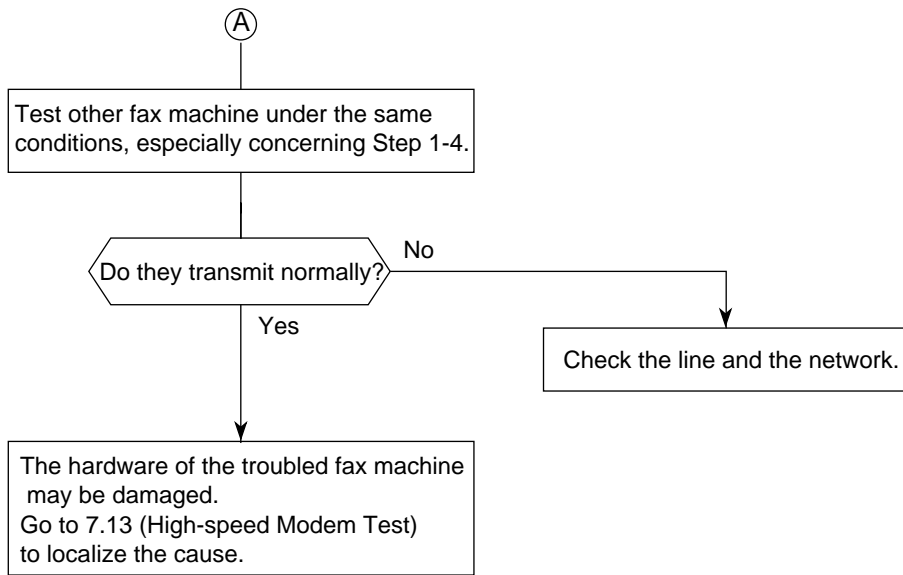 A
Test other fax machine under the same
conditions, especially concerning Step 1-4.
Do they transmit normally?
No
Yes
Check the line and the network.
The hardware of the troubled fax machine
may be damaged.
Go to 7.13 (High-speed Modem Test)
to localize the cause.